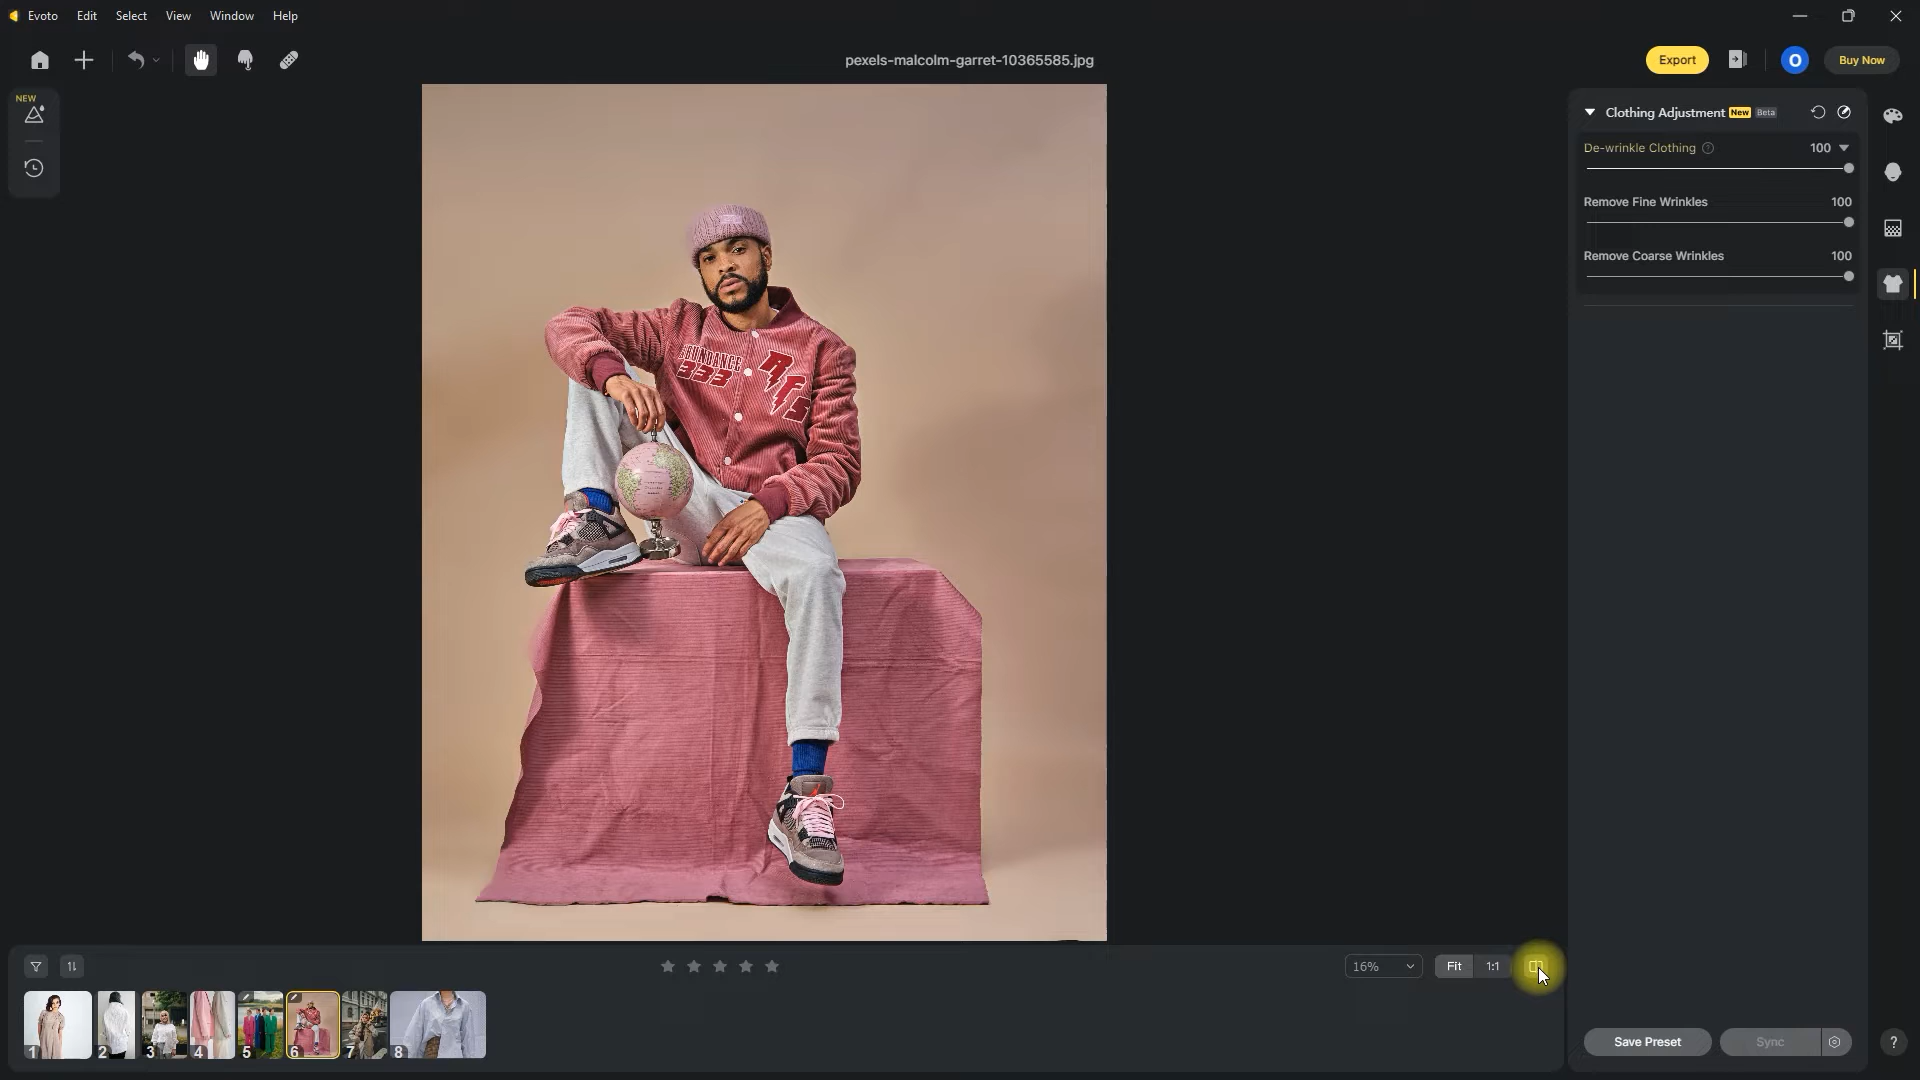 Evoto Edit Select View Window Help
pexels-malcolm-garret-10365585.jpg
Export
O
Buy Now
NEW
Clothing Adjustment New Beta
De-wrinkle Clothing ? 100
Remove Fine Wrinkles 100
Remove Coarse Wrinkles 100
333
RFS
16% Fit 1:1
1 2 3 4 5 6 7 8
Save Preset Sync ?